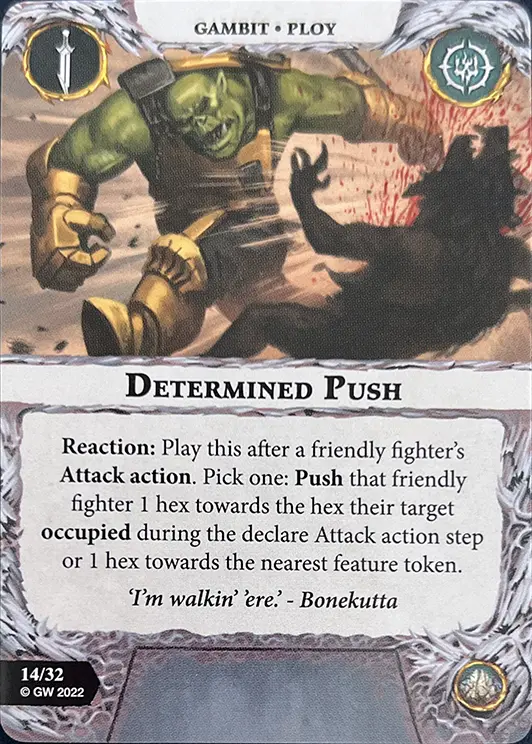 GAMBIT • PLOY
DETERMINED PUSH
Reaction: Play this after a friendly fighter's
Attack action. Pick one: Push that friendly
fighter 1 hex towards the hex their target
occupied during the declare Attack action step
or 1 hex towards the nearest feature token.
'I'm walkin' 'ere.' - Bonekutta
14/32
© GW 2022